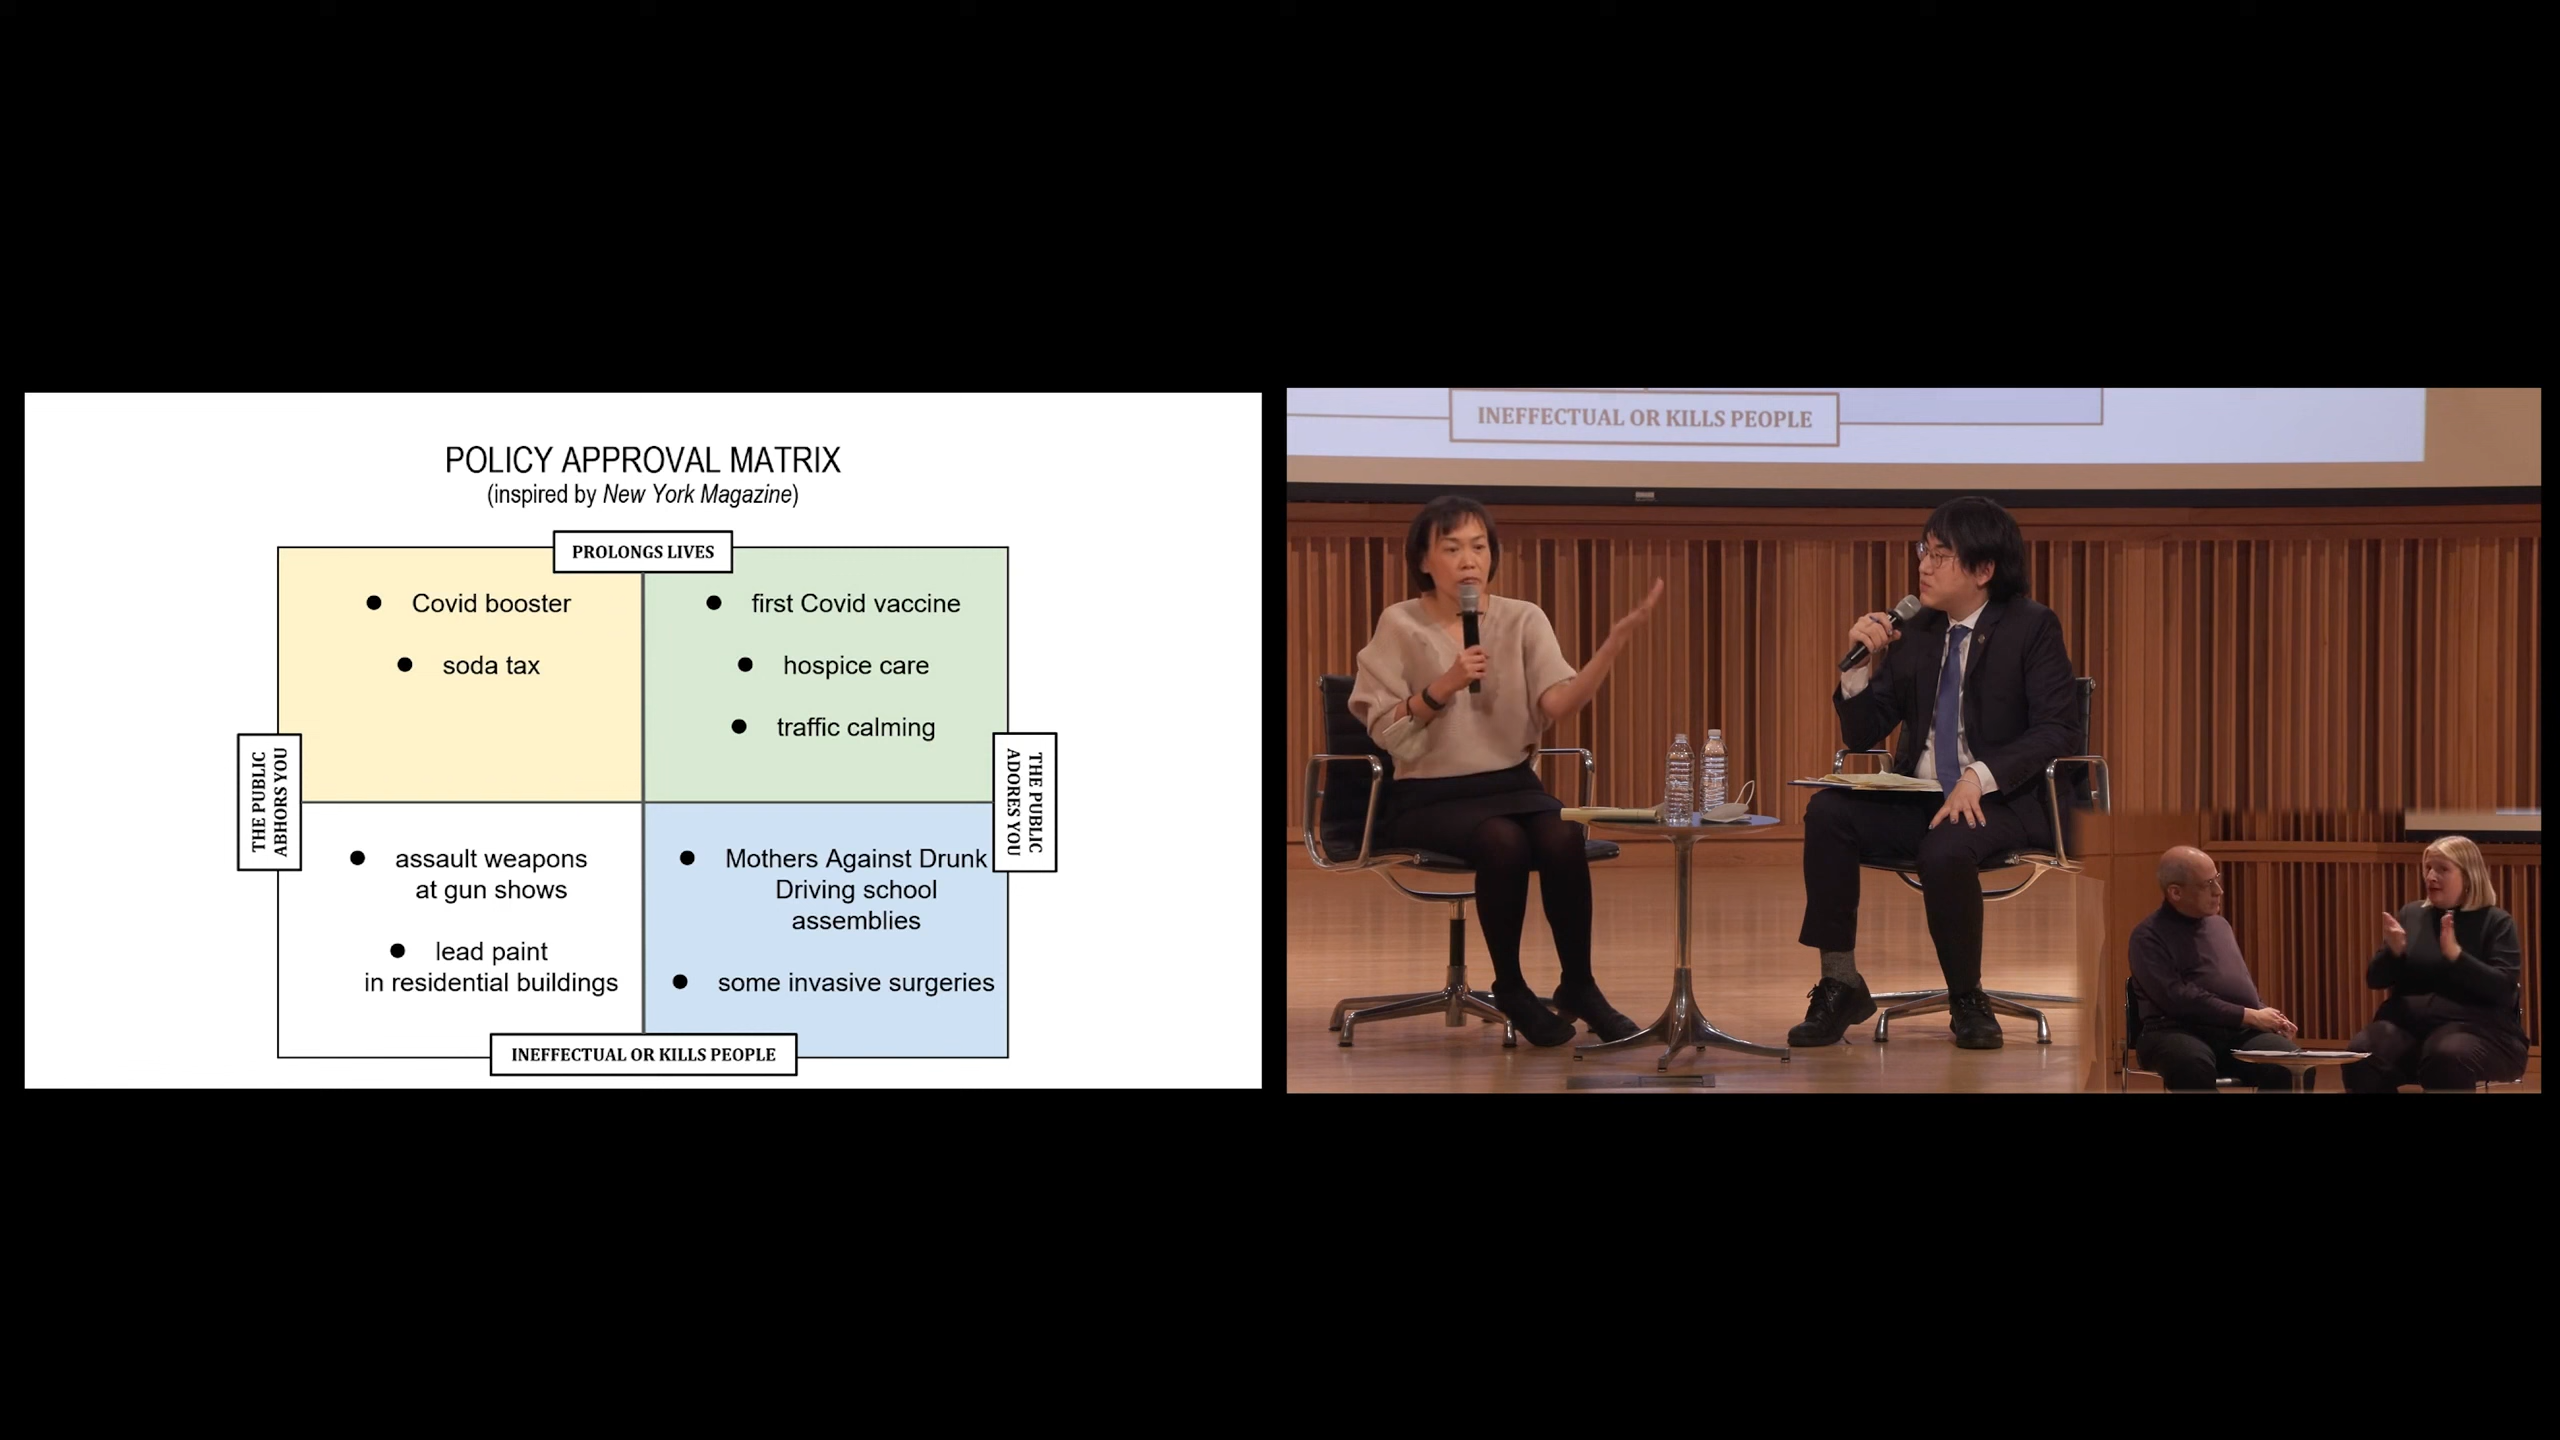 POLICY APPROVAL MATRIX
(inspired by New York Magazine)
PROLONGS LIVES
● Covid booster
● soda tax
● first Covid vaccine
● hospice care
● traffic calming
THE PUBLIC
ABHORS YOU
THE PUBLIC
ADORES YOU
● assault weapons
at gun shows
● lead paint
in residential buildings
● Mothers Against Drunk
Driving school
assemblies
● some invasive surgeries
INEFFECTUAL OR KILLS PEOPLE
INEFFECTUAL OR KILLS PEOPLE